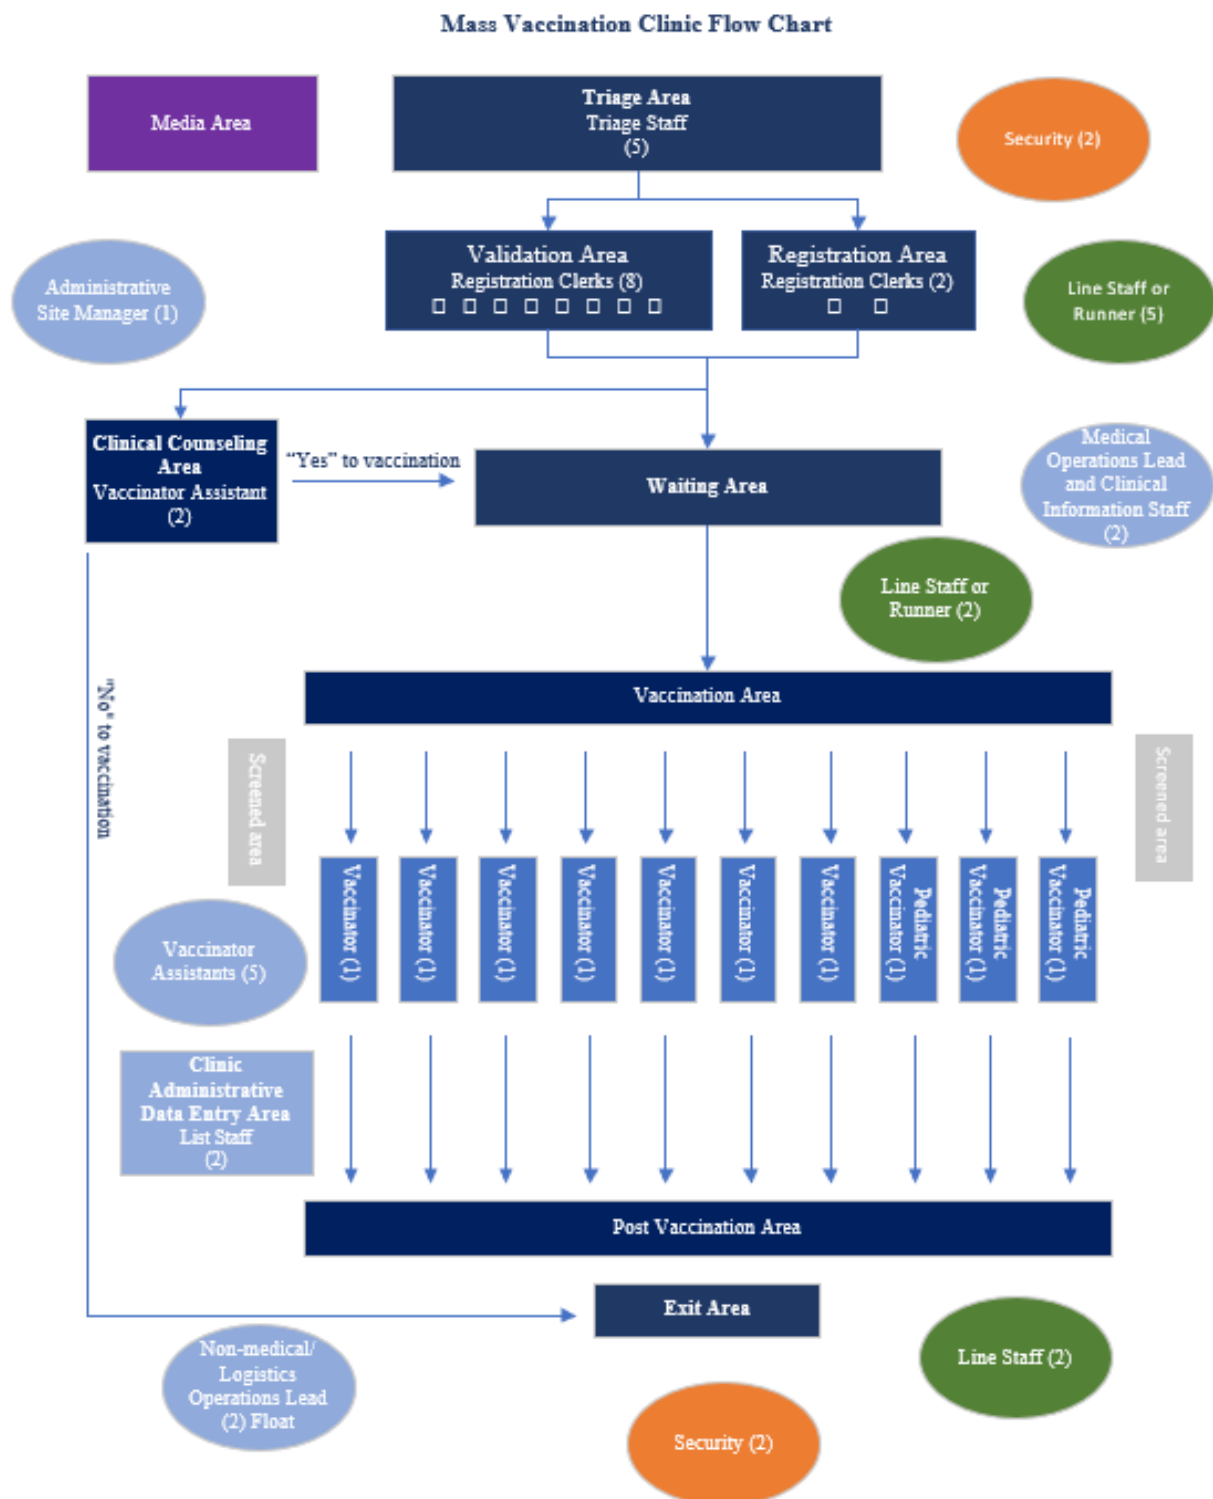 Mass Vaccination Clinic Flow Chart
Media Area
Triage Area
Triage Staff
(5)
Security (2)
Validation Area
Registration Clerks (8)
Registration Area
Registration Clerks (2)
Administrative
Site Manager (1)
Line Staff or
Runner (5)
Clinical Counseling
Area
Vaccinator Assistant
(2)
"Yes" to vaccination
Waiting Area
Medical
Operations Lead
and Clinical
Information Staff
(2)
Line Staff or
Runner (2)
"No" to vaccination
Vaccination Area
Screened area
Screened area
Vaccinator (1)
Vaccinator (1)
Vaccinator (1)
Vaccinator (1)
Vaccinator (1)
Vaccinator (1)
Vaccinator (1)
Pediatric
Vaccinator (1)
Pediatric
Vaccinator (1)
Pediatric
Vaccinator (1)
Vaccinator
Assistants (5)
Clinic
Administrative
Data Entry Area
List Staff
(2)
Post Vaccination Area
Exit Area
Non-medical/
Logistics
Operations Lead
(2) Float
Line Staff (2)
Security (2)